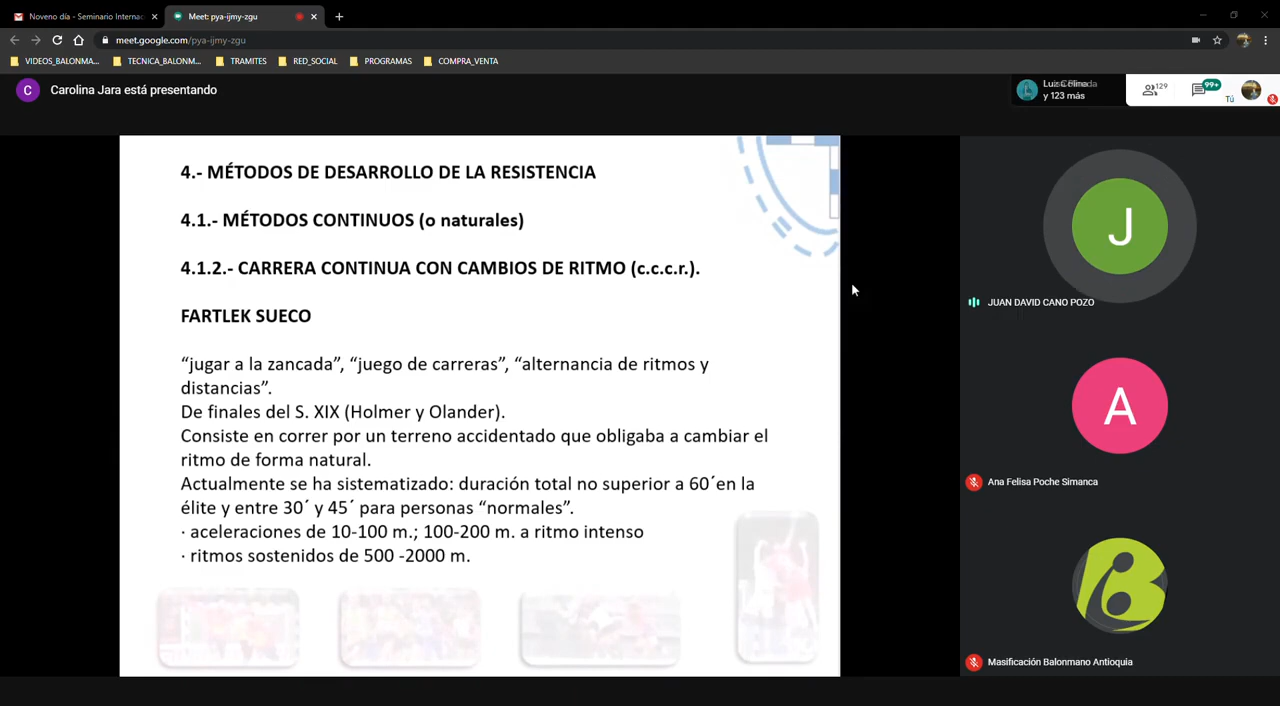 Noveno día - Seminario Internac
Meet: pya-ijmy-zgu
meet.google.com/pya-ijmy-zgu
VIDEOS_BALONMA...
TECNICA_BALONM...
TRAMITES
RED_SOCIAL
PROGRAMAS
COMPRA_VENTA
C
Carolina Jara está presentando
y 123 más
129
99+
Tú
4.- MÉTODOS DE DESARROLLO DE LA RESISTENCIA
4.1.- MÉTODOS CONTINUOS (o naturales)
4.1.2.- CARRERA CONTINUA CON CAMBIOS DE RITMO (c.c.c.r.).
FARTLEK SUECO
“jugar a la zancada”, “juego de carreras”, “alternancia de ritmos y
distancias”.
De finales del S. XIX (Holmer y Olander).
Consiste en correr por un terreno accidentado que obligaba a cambiar el
ritmo de forma natural.
Actualmente se ha sistematizado: duración total no superior a 60´en la
élite y entre 30´ y 45´ para personas “normales”.
· aceleraciones de 10-100 m.; 100-200 m. a ritmo intenso
· ritmos sostenidos de 500 -2000 m.
J
JUAN DAVID CANO POZO
A
Ana Felisa Poche Simanca
Masificación Balonmano Antioquia